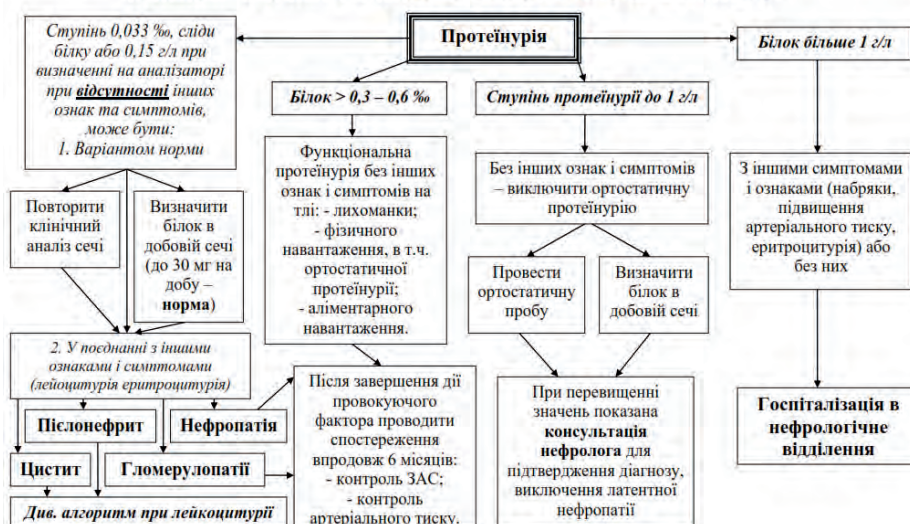 Протеїнурія
Ступінь 0,033 ‰, сліди
білку або 0,15 г/л при
визначенні на аналізаторі
при відсутності інших
ознак та симптомів,
може бути:
1. Варіантом норми
Повторити
клінічний
аналіз сечі
Визначити
білок в
добовій сечі
(до 30 мг на
добу –
норма)
2. У поєднанні з іншими
ознаками і симптомами
(лейоцитурія еритроцитурія)
Пієлонефрит
Нефропатія
Цистит
Гломерулопатії
Див. алгоритм при лейкоцитурії
Білок > 0,3 – 0,6 ‰
Функціональна
протеїнурія без інших
ознак і симптомів на
тлі: - лихоманки;
- фізичного
навантаження, в т.ч.
ортостатичної
протеїнурії;
- аліментарного
навантаження.
Після завершення дії
провокуючого
фактора проводити
спостереження
впродовж 6 місяців:
- контроль ЗАС;
- контроль
артеріального тиску.
Ступінь протеїнурії до 1 г/л
Без інших ознак і симптомів
– виключити ортостатичну
протеїнурію
Провести
ортостатичну
пробу
Визначити
білок в
добовій сечі
При перевищенні
значень показана
консультація
нефролога для
підтвердження діагнозу,
виключення латентної
нефропатії
Білок більше 1 г/л
З іншими симптомами
і ознаками (набряки,
підвищення
артеріального тиску,
еритроцитурія) або
без них
Госпіталізація в
нефрологічне
відділення